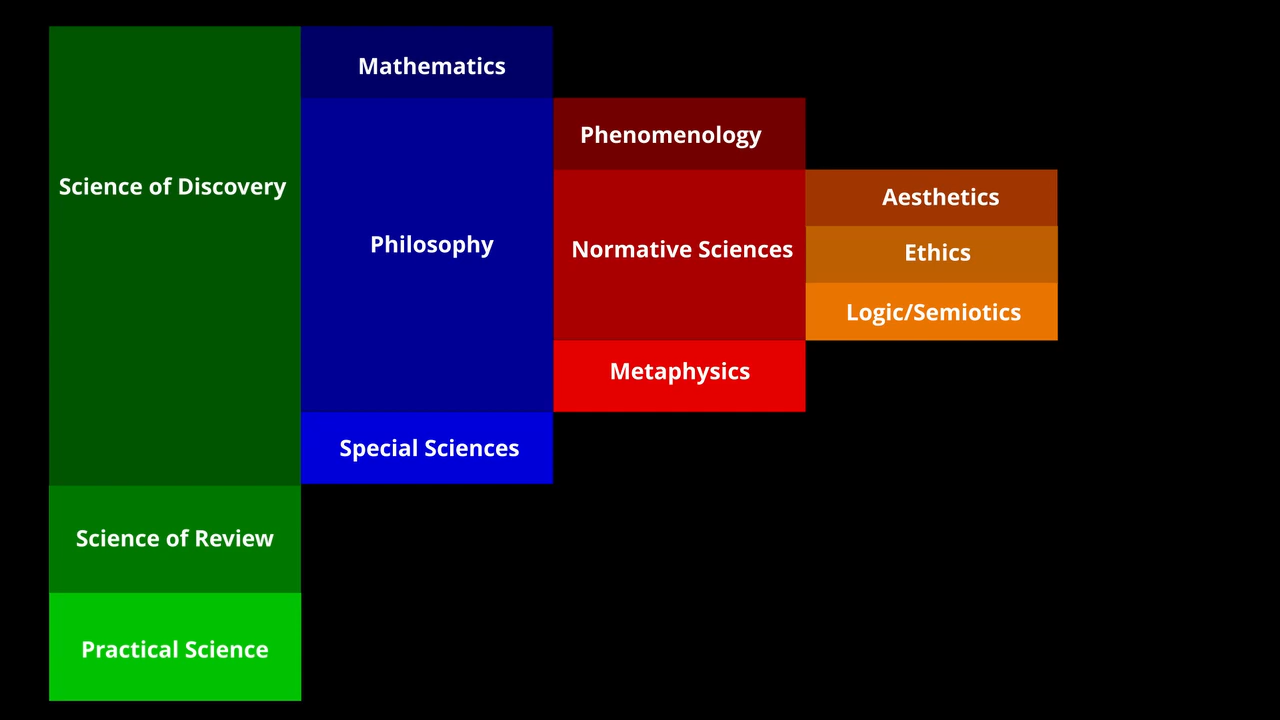 Science of Discovery
Science of Review
Practical Science
Mathematics
Philosophy
Special Sciences
Phenomenology
Normative Sciences
Metaphysics
Aesthetics
Ethics
Logic/Semiotics